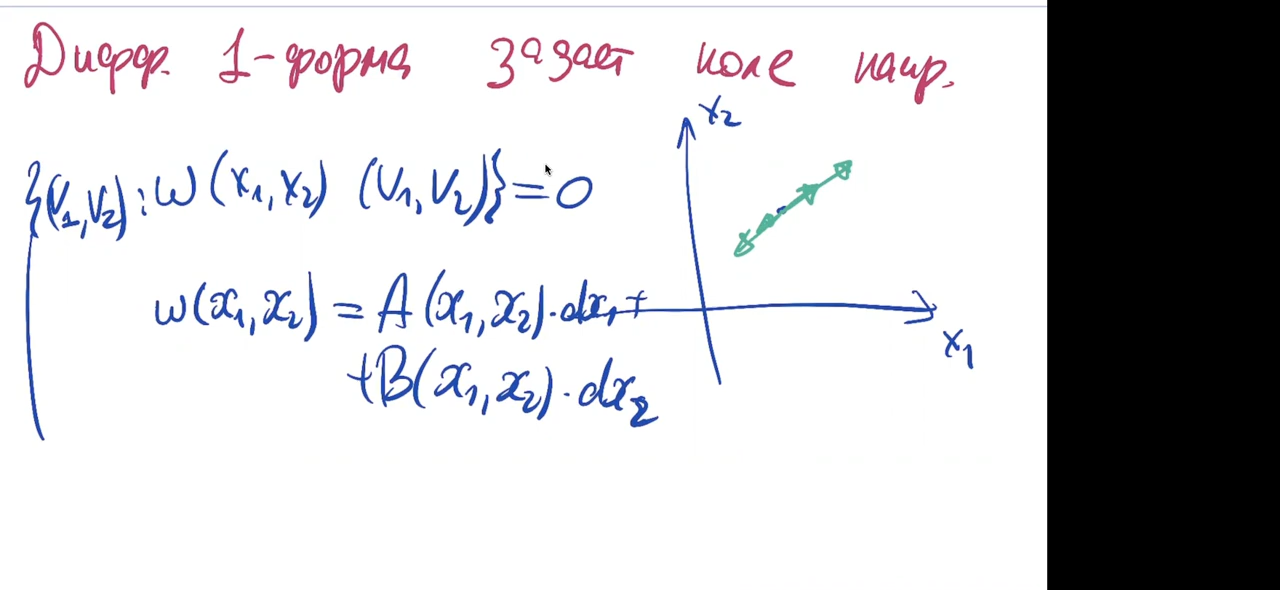 Дифф. 1-форма задает поле напр.
x₂
{(V₁,V₂): ω(x₁,x₂) (V₁,V₂)}=0
ω(x₁,x₂) = A(x₁,x₂)·dx₁+
x₁
+B(x₁,x₂)·dx₂